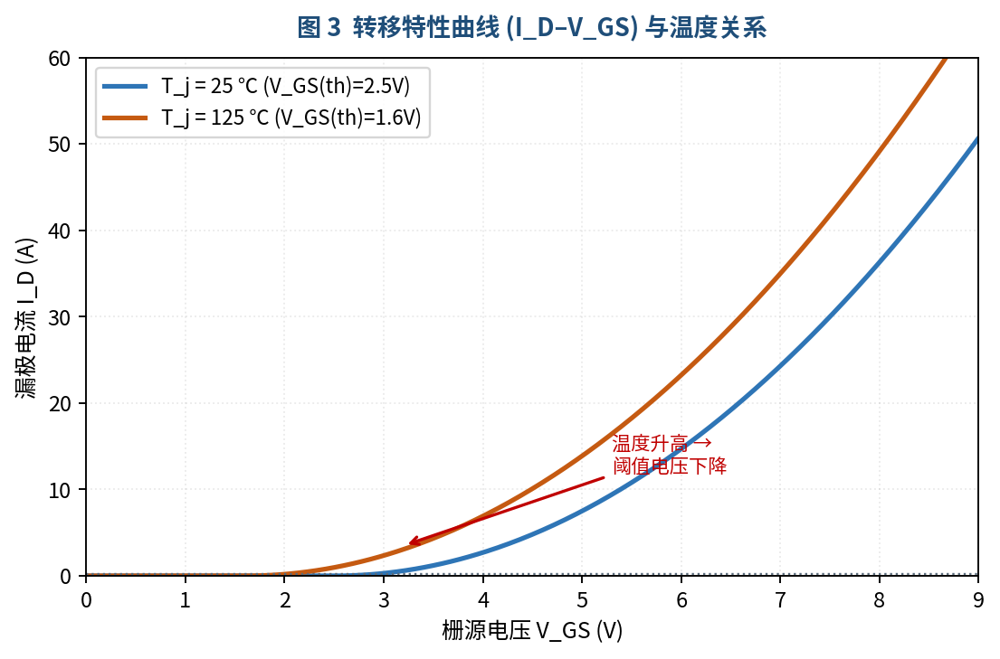 图 3 转移特性曲线 (I_D–V_GS) 与温度关系
T_j = 25 °C (V_GS(th)=2.5V)
T_j = 125 °C (V_GS(th)=1.6V)
漏极电流 I_D (A)
60
50
40
30
20
10
0
温度升高 →
阈值电压下降
0 1 2 3 4 5 6 7 8 9
栅源电压 V_GS (V)